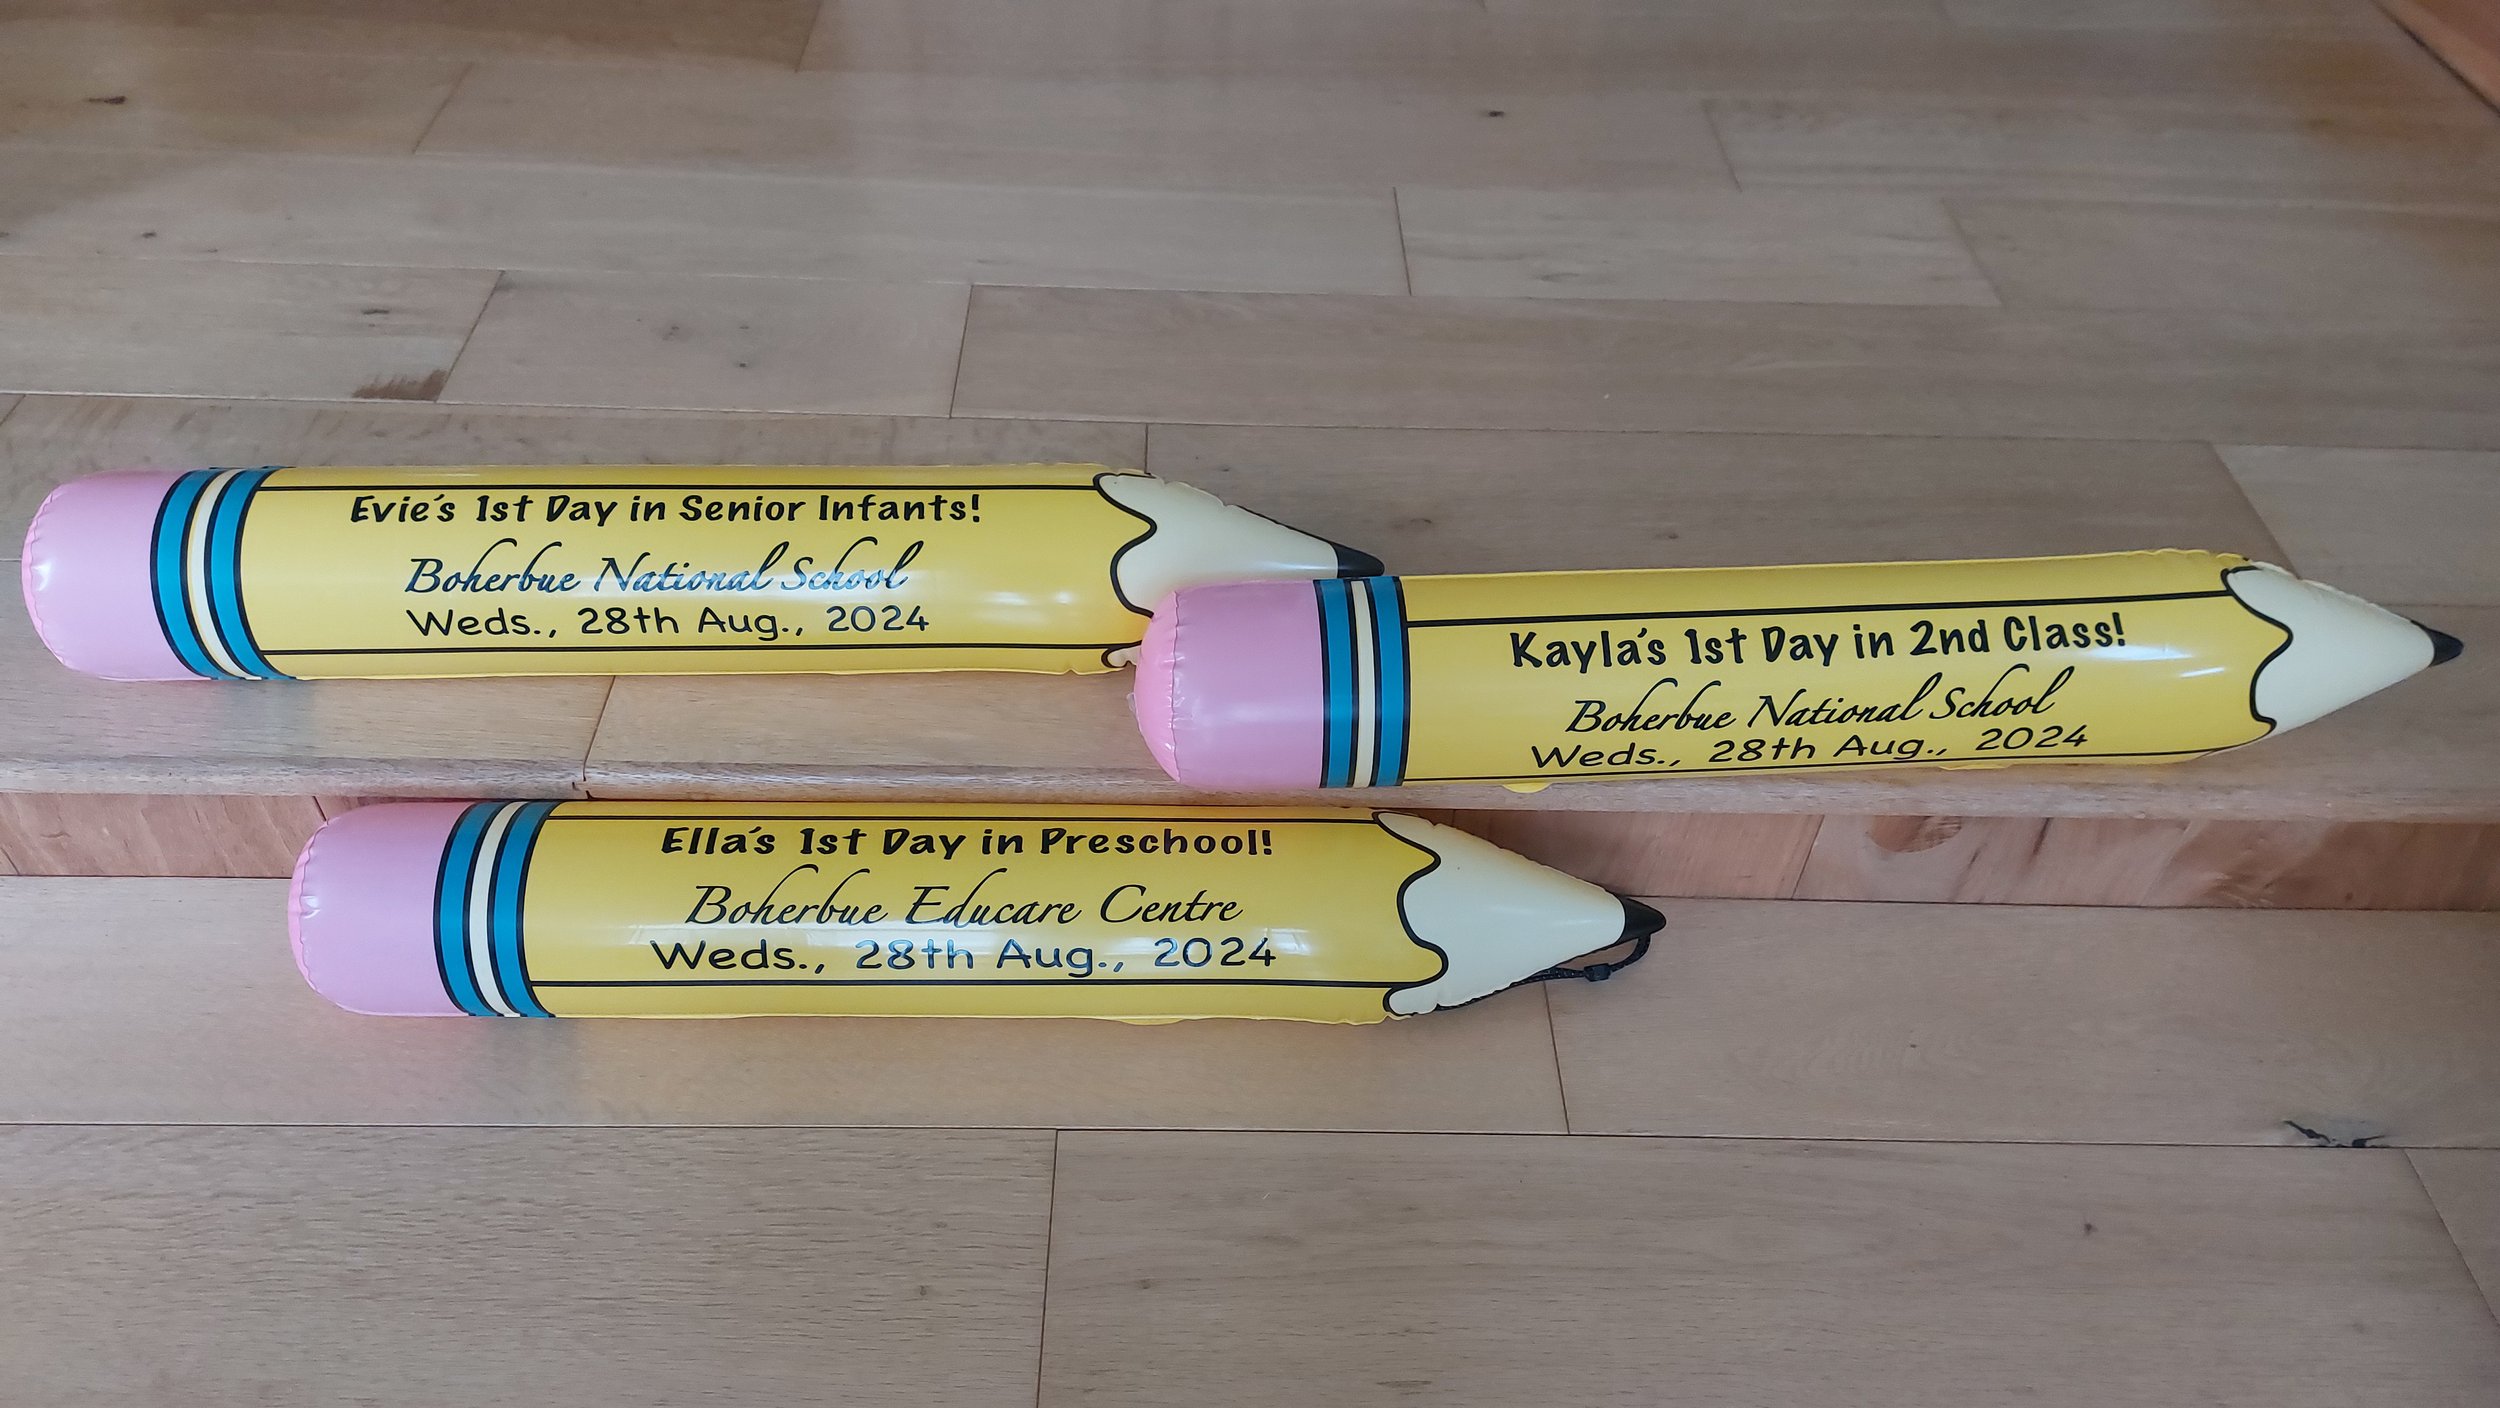 Evie's 1st Day in Senior Infants!
Boherbue National School
Weds., 28th Aug., 2024
Kayla's 1st Day in 2nd Class!
Boherbue National School
Weds., 28th Aug., 2024
Ella's 1st Day in Preschool!
Boherbue Educare Centre
Weds., 28th Aug., 2024